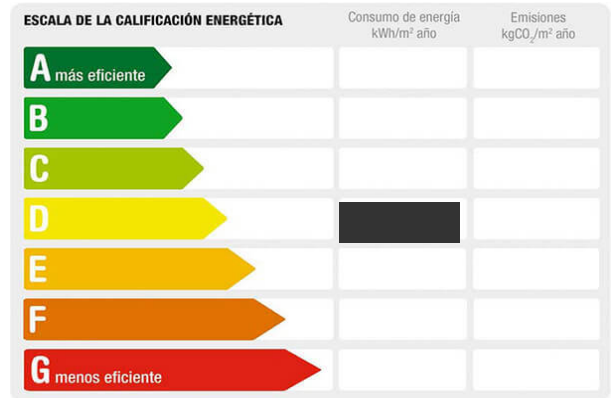 ESCALA DE LA CALIFICACIÓN ENERGÉTICA
Consumo de energía
kWh/m² año
Emisiones
kgCO₂/m² año
A más eficiente
B
C
D
E
F
G menos eficiente